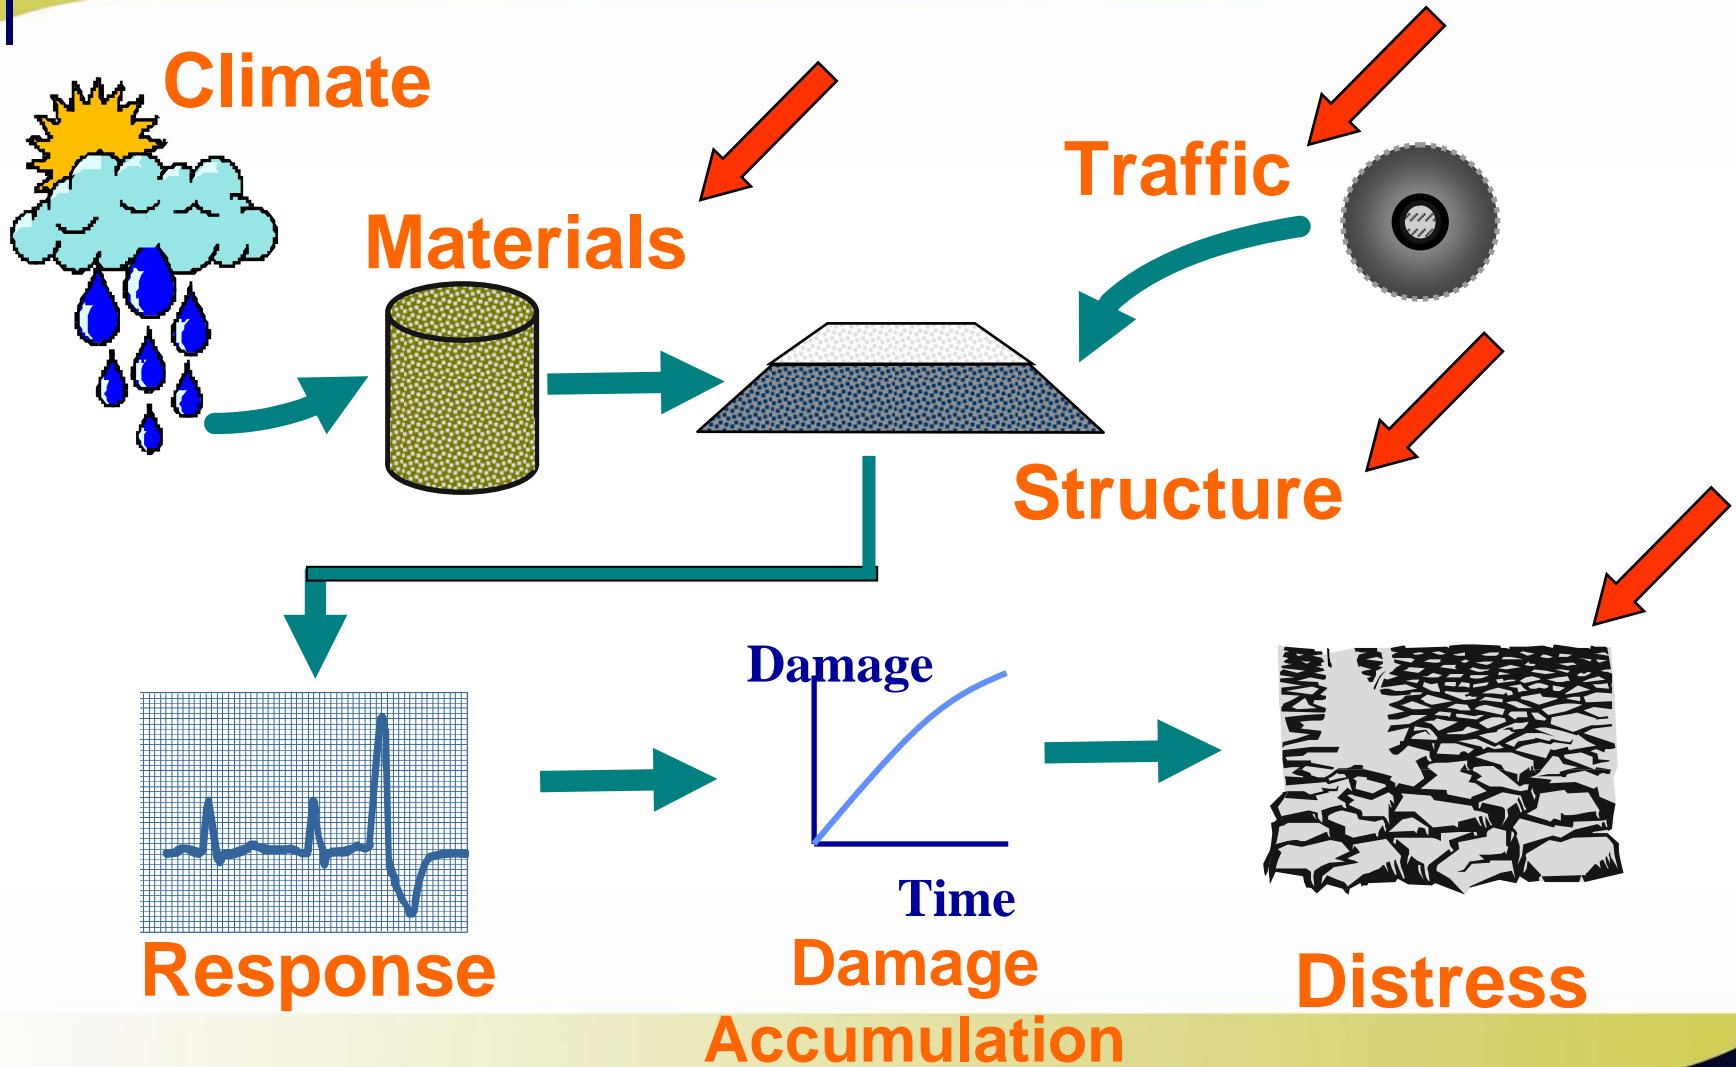 Climate
Traffic
Materials
Structure
Damage
Time
Response
Damage
Accumulation
Distress